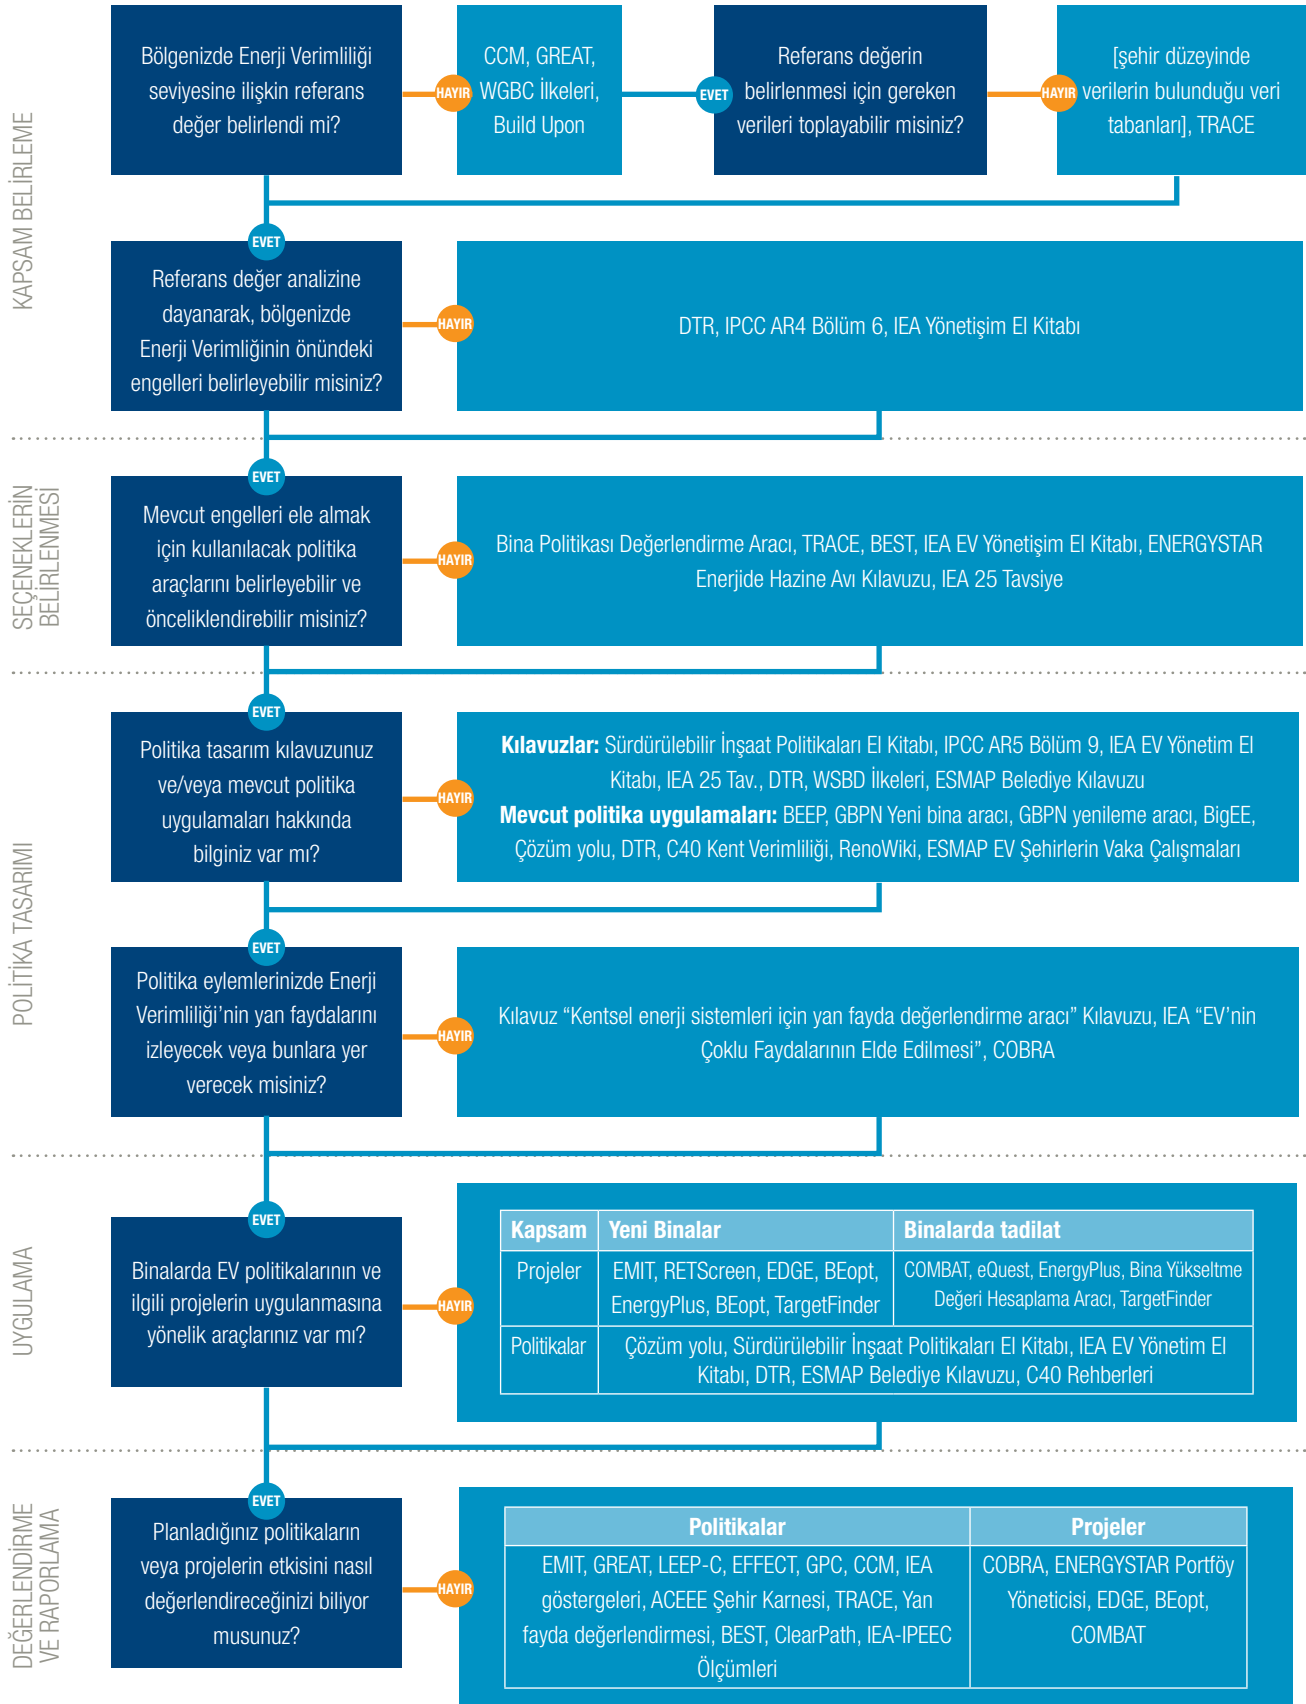 KAPSAM BELİRLEME
Bölgenizde Enerji Verimliliği
seviyesine ilişkin referans
değer belirlendi mi?
HAYIR
CCM, GREAT,
WGBC İlkeleri,
Build Upon
EVET
Referans değerin
belirlenmesi için gereken
verileri toplayabilir misiniz?
HAYIR
[şehir düzeyinde
verilerin bulunduğu veri
tabanları], TRACE
EVET
Referans değer analizine
dayanarak, bölgenizde
Enerji Verimliğinin önündeki
engelleri belirleyebilir misiniz?
HAYIR
DTR, IPCC AR4 Bölüm 6, IEA Yönetişim El Kitabı
SEÇENEKLERİN
BELİRLENMESİ
EVET
Mevcut engelleri ele almak
için kullanılacak politika
araçlarını belirleyebilir ve
önceliklendirebilir misiniz?
HAYIR
Bina Politikası Değerlendirme Aracı, TRACE, BEST, IEA EV Yönetişim El Kitabı, ENERGYSTAR
Enerjide Hazine Avı Kılavuzu, IEA 25 Tavsiye
POLİTİKA TASARIMI
EVET
Politika tasarım kılavuzunuz
ve/veya mevcut politika
uygulamaları hakkında
bilginiz var mı?
HAYIR
Kılavuzlar: Sürdürülebilir İnşaat Politikaları El Kitabı, IPCC AR5 Bölüm 9, IEA EV Yönetim El
Kitabı, IEA 25 Tav., DTR, WSBD İlkeleri, ESMAP Belediye Kılavuzu
Mevcut politika uygulamaları: BEEP, GBPN Yeni bina aracı, GBPN yenileme aracı, BigEE,
Çözüm yolu, DTR, C40 Kent Verimliliği, RenoWiki, ESMAP EV Şehirlerin Vaka Çalışmaları
EVET
Politika eylemlerinizde Enerji
Verimliliği’nin yan faydalarını
izleyecek veya bunlara yer
verecek misiniz?
HAYIR
Kılavuz “Kentsel enerji sistemleri için yan fayda değerlendirme aracı” Kılavuzu, IEA “EV’nin
Çoklu Faydalarının Elde Edilmesi”, COBRA
UYGULAMA
EVET
Binalarda EV politikalarının ve
ilgili projelerin uygulanmasına
yönelik araçlarınız var mı?
HAYIR
Kapsam Yeni Binalar Binalarda tadilat
Projeler
EMIT, RETScreen, EDGE, BEopt,
EnergyPlus, BEopt, TargetFinder
COMBAT, eQuest, EnergyPlus, Bina Yükseltme
Değeri Hesaplama Aracı, TargetFinder
Politikalar
Çözüm yolu, Sürdürülebilir İnşaat Politikaları El Kitabı, IEA EV Yönetim El
Kitabı, DTR, ESMAP Belediye Kılavuzu, C40 Rehberleri
DEĞERLENDİRME
VE RAPORLAMA
EVET
Planladığınız politikaların
veya projelerin etkisini nasıl
değerlendireceğinizi biliyor
musunuz?
HAYIR
Politikalar
EMIT, GREAT, LEEP-C, EFFECT, GPC, CCM, IEA
göstergeleri, ACEEE Şehir Karnesi, TRACE, Yan
fayda değerlendirmesi, BEST, ClearPath, IEA-IPEEC
Ölçümleri
Projeler
COBRA, ENERGYSTAR Portföy
Yöneticisi, EDGE, BEopt,
COMBAT